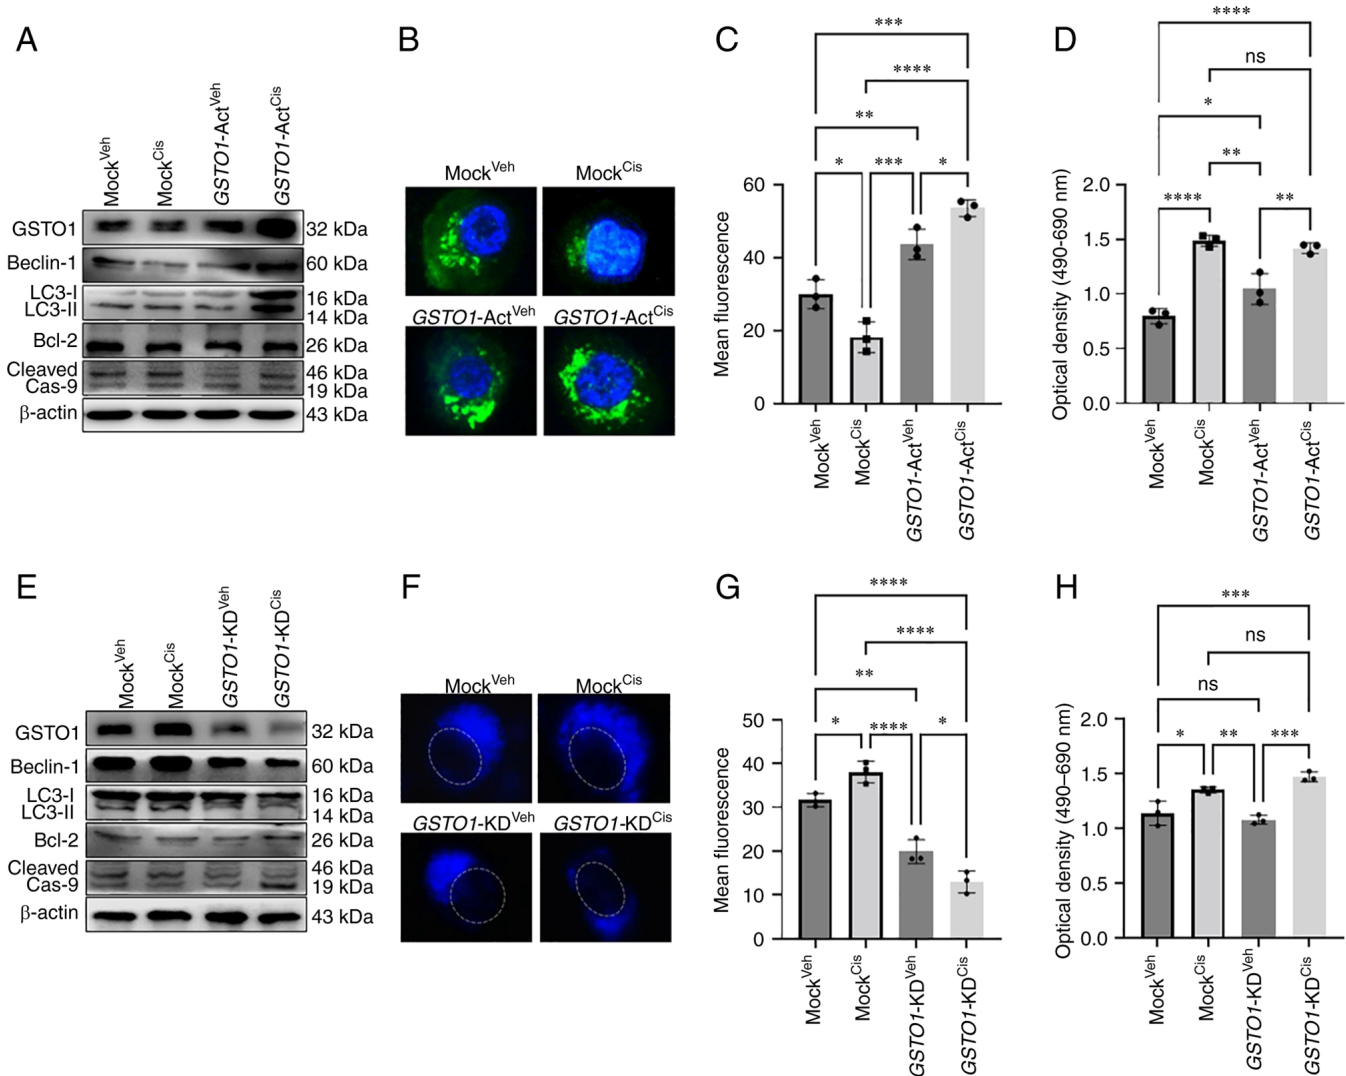 A
Mock^Veh
Mock^Cis
GSTO1-Act^Veh
GSTO1-Act^Cis
GSTO1 32 kDa
Beclin-1 60 kDa
LC3-I 16 kDa
LC3-II 14 kDa
Bcl-2 26 kDa
Cleaved 46 kDa
Cas-9 19 kDa
β-actin 43 kDa
B
Mock^Veh Mock^Cis
GSTO1-Act^Veh GSTO1-Act^Cis
C
***
****
**
* *** *
Mean fluorescence
60
40
20
0
Mock^Veh
Mock^Cis
GSTO1-Act^Veh
GSTO1-Act^Cis
D
****
ns
*
**
**** **
Optical density (490-690 nm)
2.0
1.5
1.0
0.5
0.0
Mock^Veh
Mock^Cis
GSTO1-Act^Veh
GSTO1-Act^Cis
E
Mock^Veh
Mock^Cis
GSTO1-KD^Veh
GSTO1-KD^Cis
GSTO1 32 kDa
Beclin-1 60 kDa
LC3-I 16 kDa
LC3-II 14 kDa
Bcl-2 26 kDa
Cleaved 46 kDa
Cas-9 19 kDa
β-actin 43 kDa
F
Mock^Veh Mock^Cis
GSTO1-KD^Veh GSTO1-KD^Cis
G
****
****
**
* **** *
Mean fluorescence
50
40
30
20
10
0
Mock^Veh
Mock^Cis
GSTO1-KD^Veh
GSTO1-KD^Cis
H
***
ns
ns
* ** ***
Optical density (490–690 nm)
2.0
1.5
1.0
0.5
0.0
Mock^Veh
Mock^Cis
GSTO1-KD^Veh
GSTO1-KD^Cis